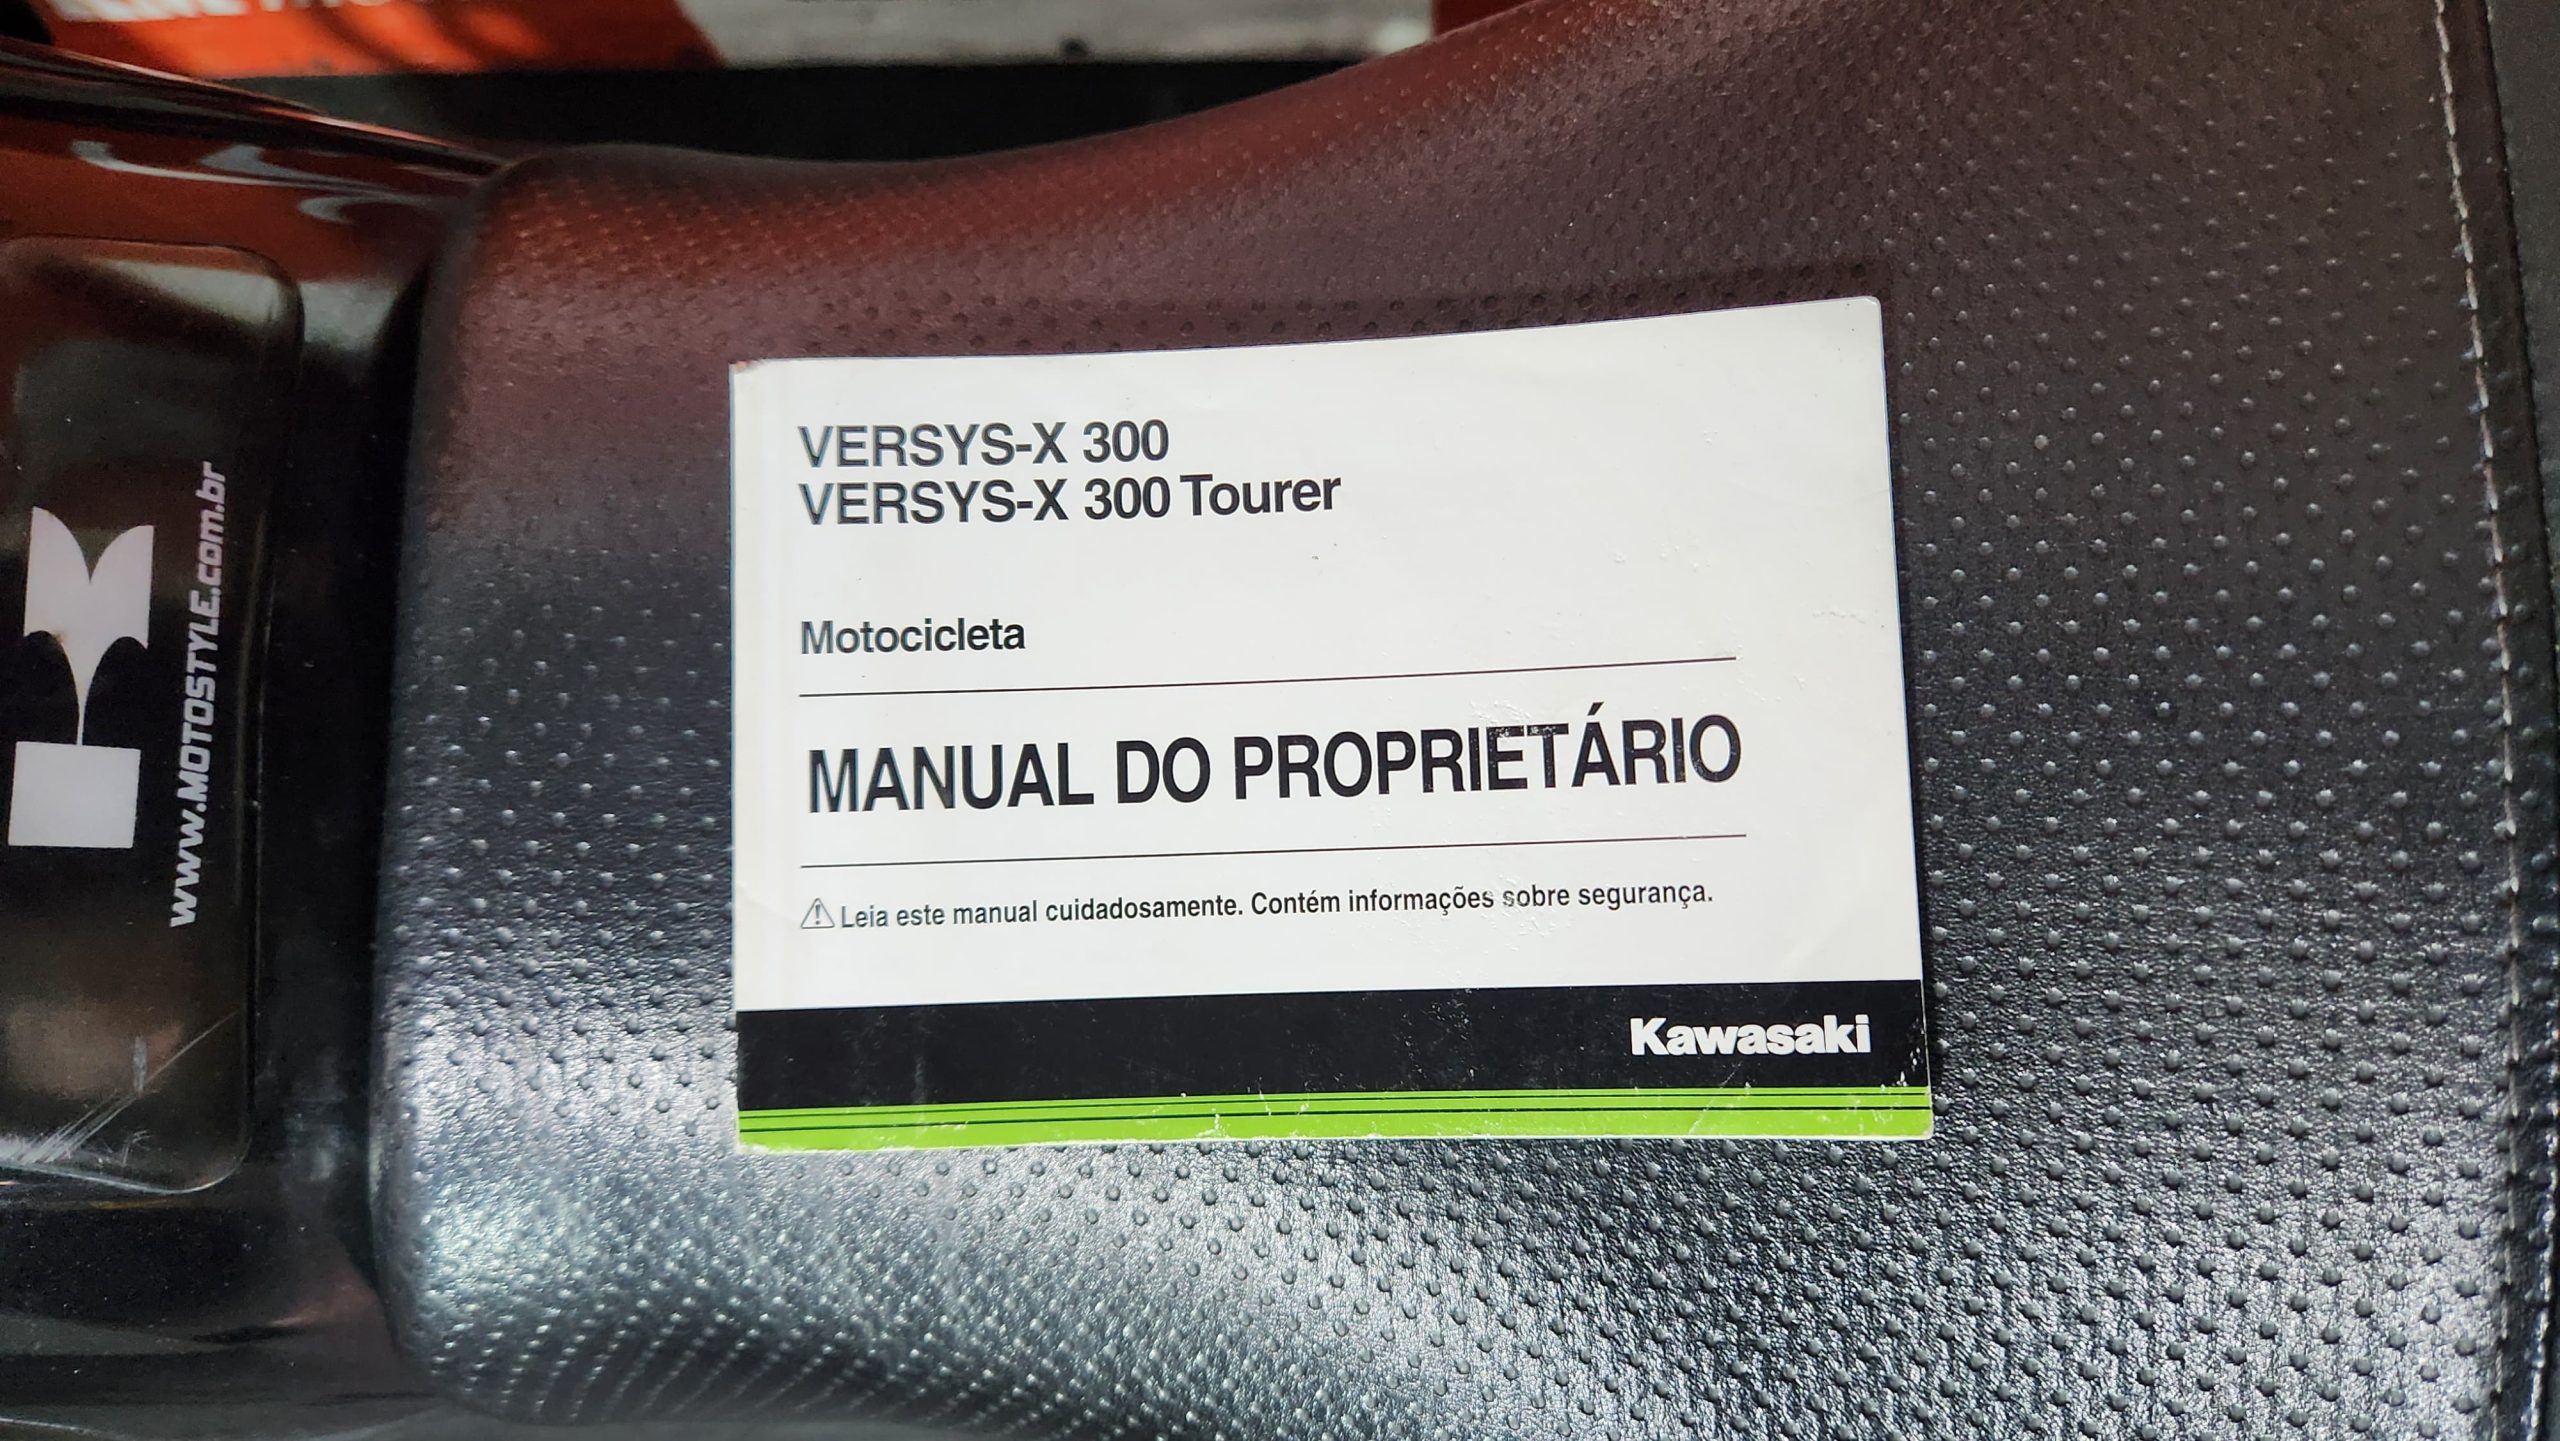 VERSYS-X 300
VERSYS-X 300 Tourer
Motocicleta
MANUAL DO PROPRIETÁRIO
⚠ Leia este manual cuidadosamente. Contém informações sobre segurança.
Kawasaki
www.MOTOSTYLE.com.br